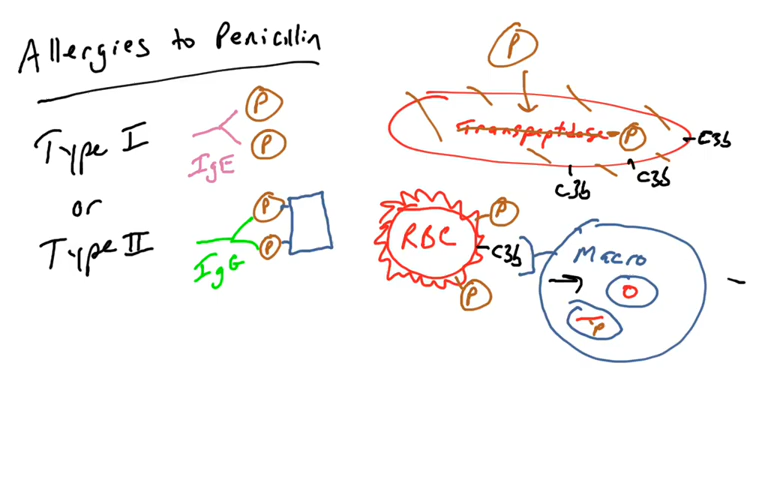 Allergies to Penicillin
P
Transpeptidase P
C3b
C3b
C3b
Type I
IgE
P
P
or
Type II
IgG
P
P
RBC
P
P
C3b
Macro
P